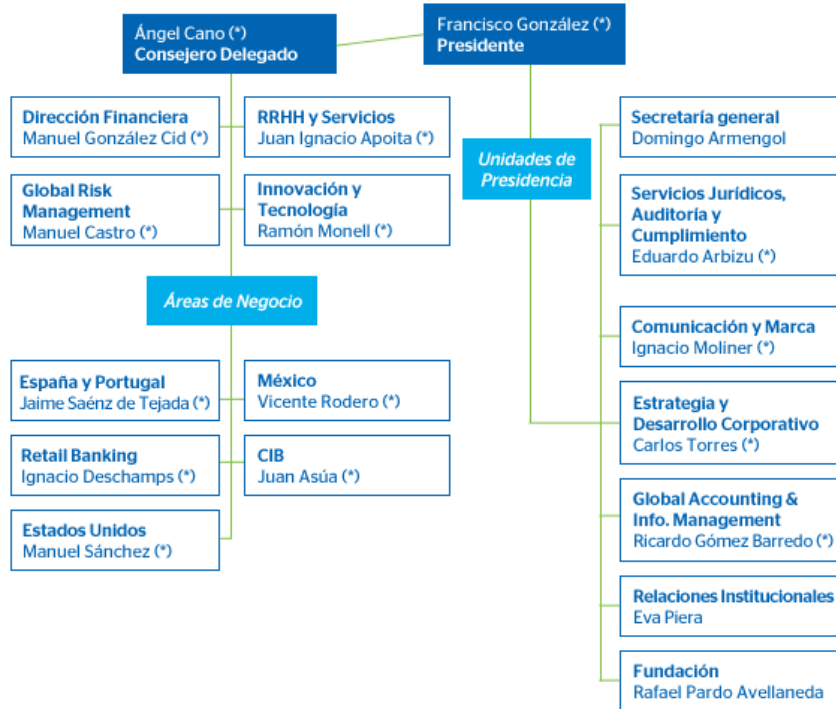 Ángel Cano (*)
Consejero Delegado
Francisco González (*)
Presidente
Dirección Financiera
Manuel González Cid (*)
RRHH y Servicios
Juan Ignacio Apoita (*)
Global Risk
Management
Manuel Castro (*)
Innovación y
Tecnología
Ramón Monell (*)
Áreas de Negocio
España y Portugal
Jaime Saénz de Tejada (*)
México
Vicente Rodero (*)
Retail Banking
Ignacio Deschamps (*)
CIB
Juan Asúa (*)
Estados Unidos
Manuel Sánchez (*)
Unidades de
Presidencia
Secretaría general
Domingo Armengol
Servicios Jurídicos,
Auditoría y
Cumplimiento
Eduardo Arbizu (*)
Comunicación y Marca
Ignacio Moliner (*)
Estrategia y
Desarrollo Corporativo
Carlos Torres (*)
Global Accounting &
Info. Management
Ricardo Gómez Barredo (*)
Relaciones Institucionales
Eva Piera
Fundación
Rafael Pardo Avellaneda